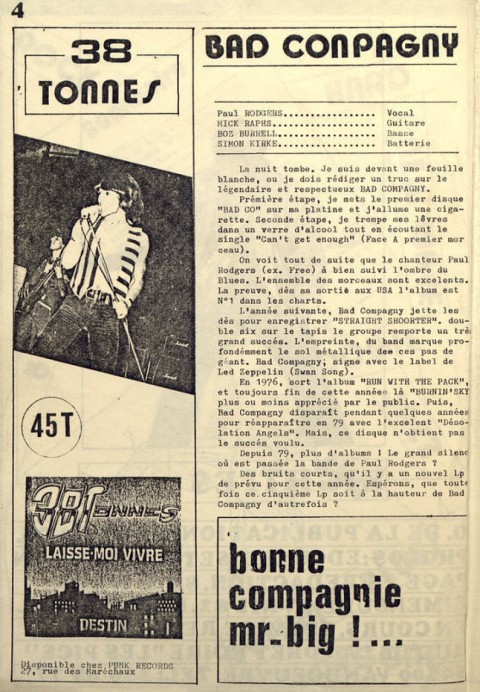 4
38
TONNES
45T
38 TONNES
LAISSE-MOI VIVRE
DESTIN
Disponible chez PUNK RECORDS
27, rue des Maréchaux
BAD CONPAGNY
Paul RODGERS.................. Vocal
MICK RAPHS.................... Guitare
BOZ BURRELL................... Basse
SIMON KIRKE................... Batterie
La nuit tombe. Je suis devant une feuille
blanche, ou je dois rédiger un truc sur le
légendaire et respectueux BAD COMPAGNY.
Prémière étape, je mets le premier disque
"BAD CO" sur ma platine et j'allume une ciga-
rette. Seconde étape, je trempe mes lèvres
dans un verre d'alcool tout en écoutant le
single "Can't get enough" (Face A premier mor
ceau).
On voit tout de suite que le chanteur Paul
Rodgers (ex. Free) à bien suivi l'ombre du
Blues. L'ensemble des morceaux sont excelents.
La preuve, dès sa sortié aux USA l'album est
N°1 dans les charts.
L'année suivante, Bad Compagny jette les
dès pour enregistrer "STRAIGHT SHOORTER". dou-
ble six sur le tapis le groupe remporte un très
grand succés. L'empreinte, du band marque pro-
fondément le sol métallique des ces pas de
géant. Bad Compagny; signe avec le label de
Led Zeppelin (Swan Song).
En 1976, sort l'album "RUN WITH THE PACK",
et toujours fin de cette année là "BURNIN'SKY
plus ou moins apprécié par le public. Puis,
Bad Compagny disparaît pendant quelques années
pour réapparaître en 79 avec l'excelent "Déso-
lation Angels". Mais, ce disque n'obtient pas
le succés voulu.
Depuis 79, plus d'albums ! Le grand silenc
où est passée la bande de Paul Rodgers ?
Des bruits courts, qu'il y a un nouvel Lp
de prévu pour cette année. Espérons, que toute
fois ce cinquième Lp soit à la hauteur de Bad
Compagny d'autrefois ?
bonne
compagnie
mr.big !...